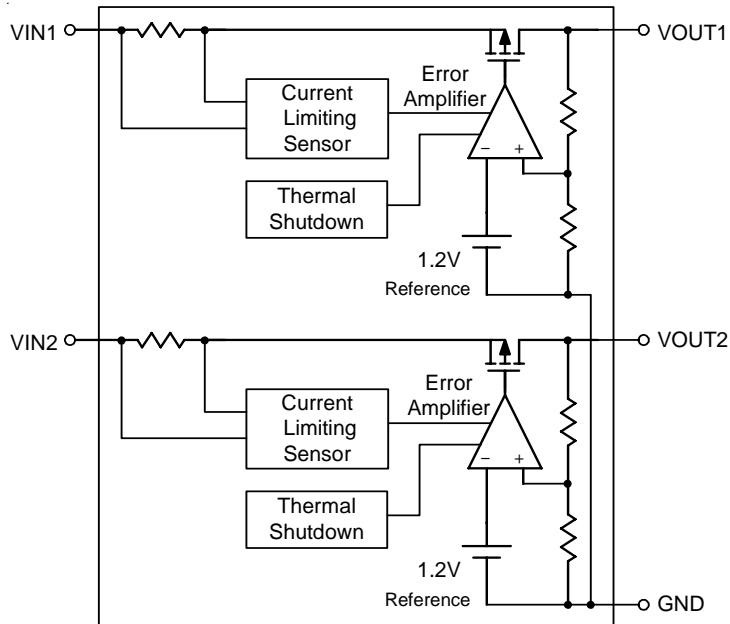 VIN1
VOUT1
Error
Amplifier
Current
Limiting
Sensor
− +
Thermal
Shutdown
1.2V
Reference
VIN2
VOUT2
Error
Amplifier
Current
Limiting
Sensor
− +
Thermal
Shutdown
1.2V
Reference
GND